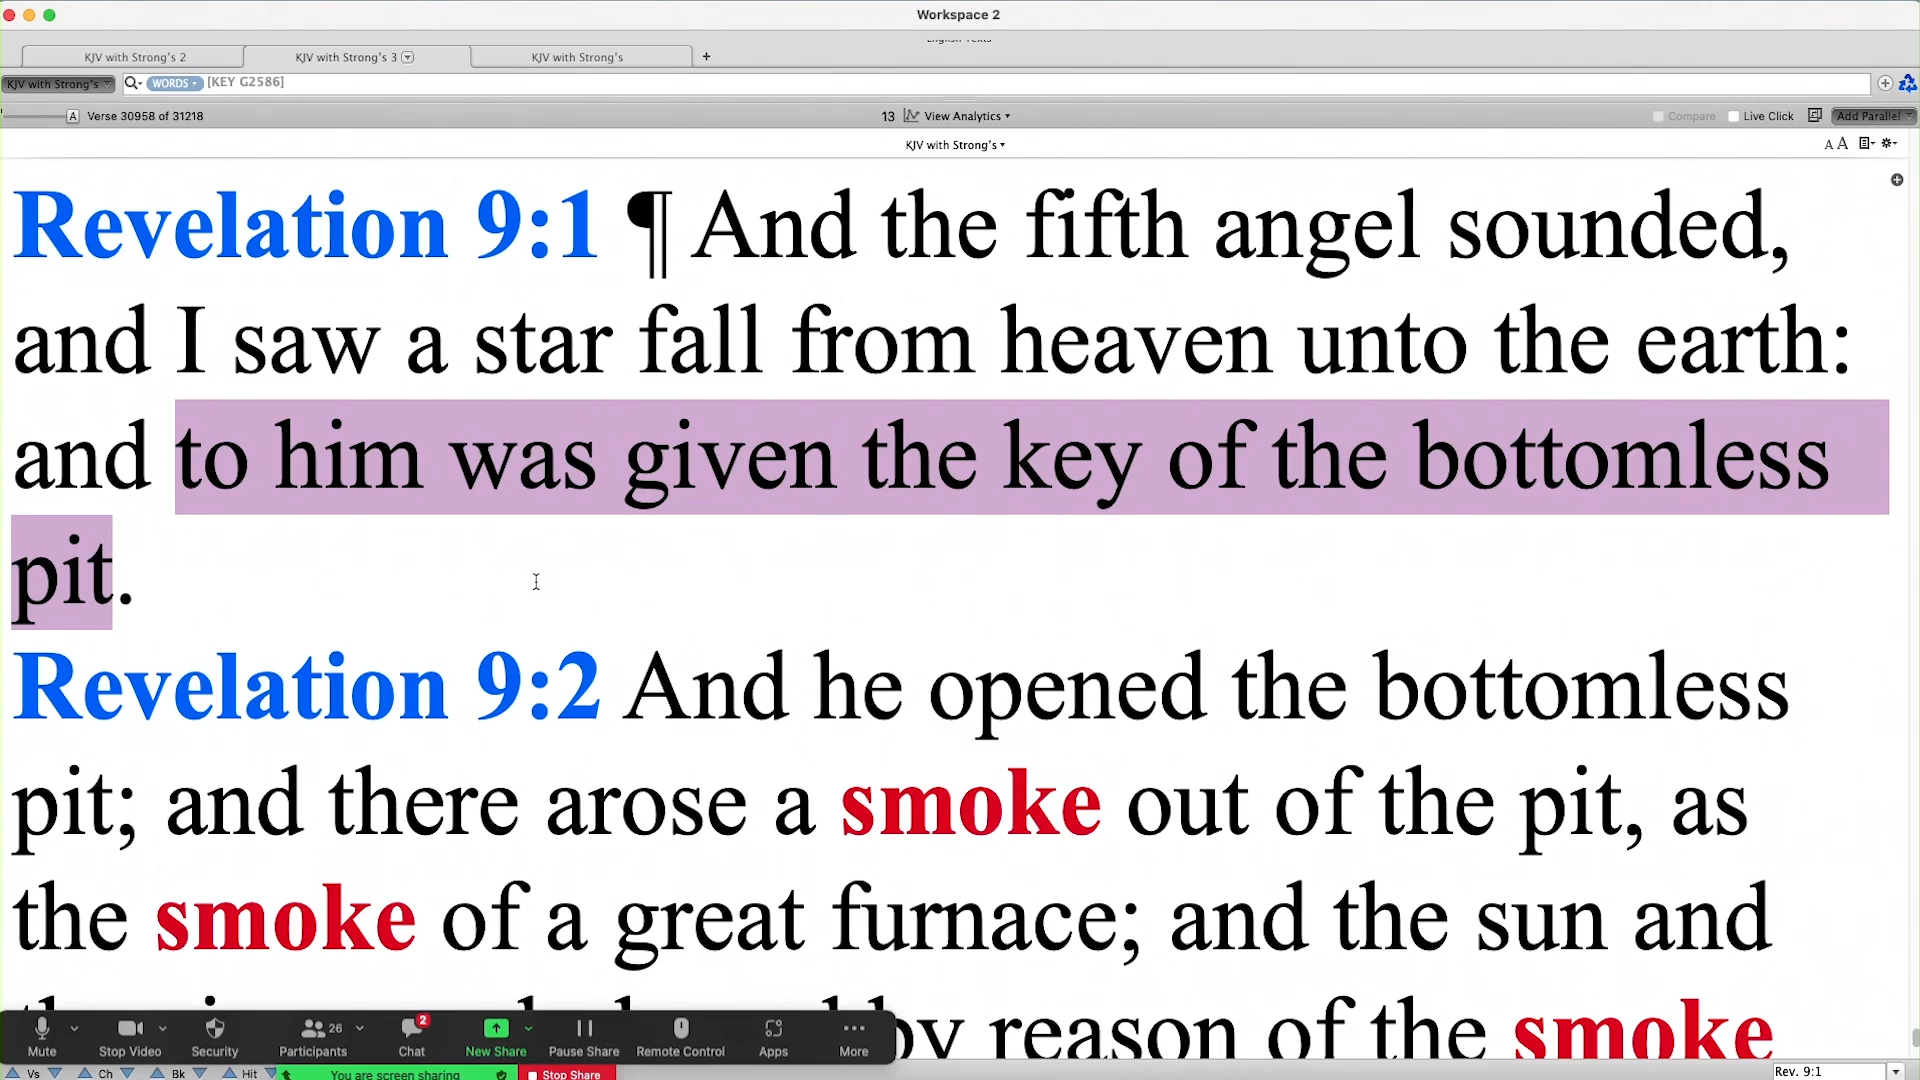 Workspace 2
English Texts
KJV with Strong's 2
KJV with Strong's 3
KJV with Strong's
+
KJV with Strong's
WORDS
[KEY G2586]
A
Verse 30958 of 31218
13
View Analytics
Compare
Live Click
Add Parallel
KJV with Strong's
A A
Revelation 9:1 ¶ And the fifth angel sounded,
and I saw a star fall from heaven unto the earth:
and to him was given the key of the bottomless
pit.
Revelation 9:2 And he opened the bottomless
pit; and there arose a smoke out of the pit, as
the smoke of a great furnace; and the sun and
by reason of the smoke
26
2
Mute
Stop Video
Security
Participants
Chat
New Share
Pause Share
Remote Control
Apps
More
Vs
Ch
Bk
Hit
You are screen sharing
Stop Share
Rev. 9:1